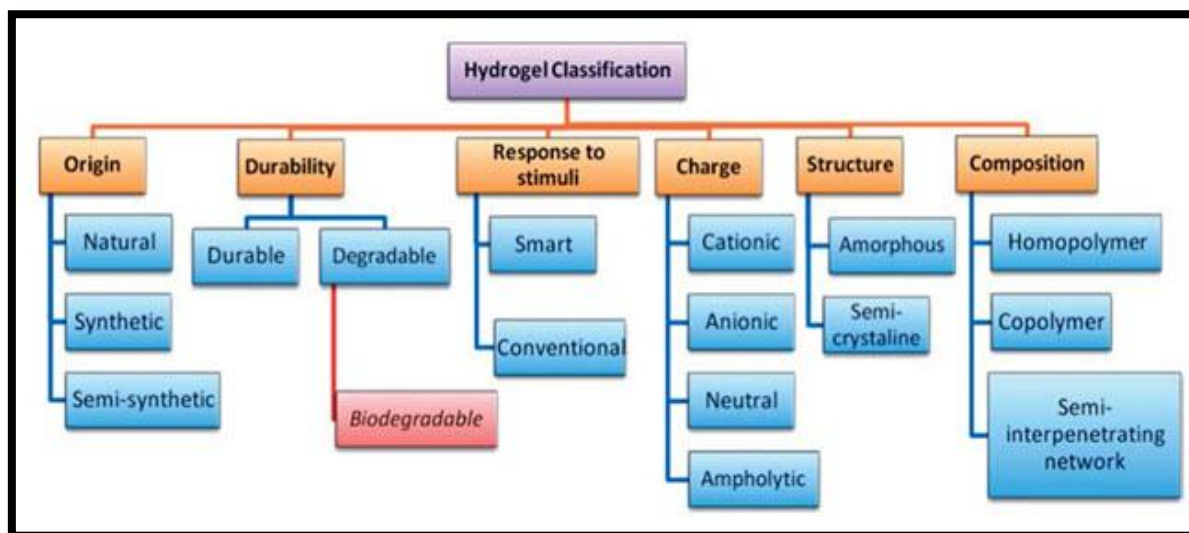 Hydrogel Classification
Origin
Durability
Response to
stimuli
Charge
Structure
Composition
Natural
Synthetic
Semi-synthetic
Durable
Degradable
Biodegradable
Smart
Conventional
Cationic
Anionic
Neutral
Ampholytic
Amorphous
Semi-
crystaline
Homopolymer
Copolymer
Semi-
interpenetrating
network